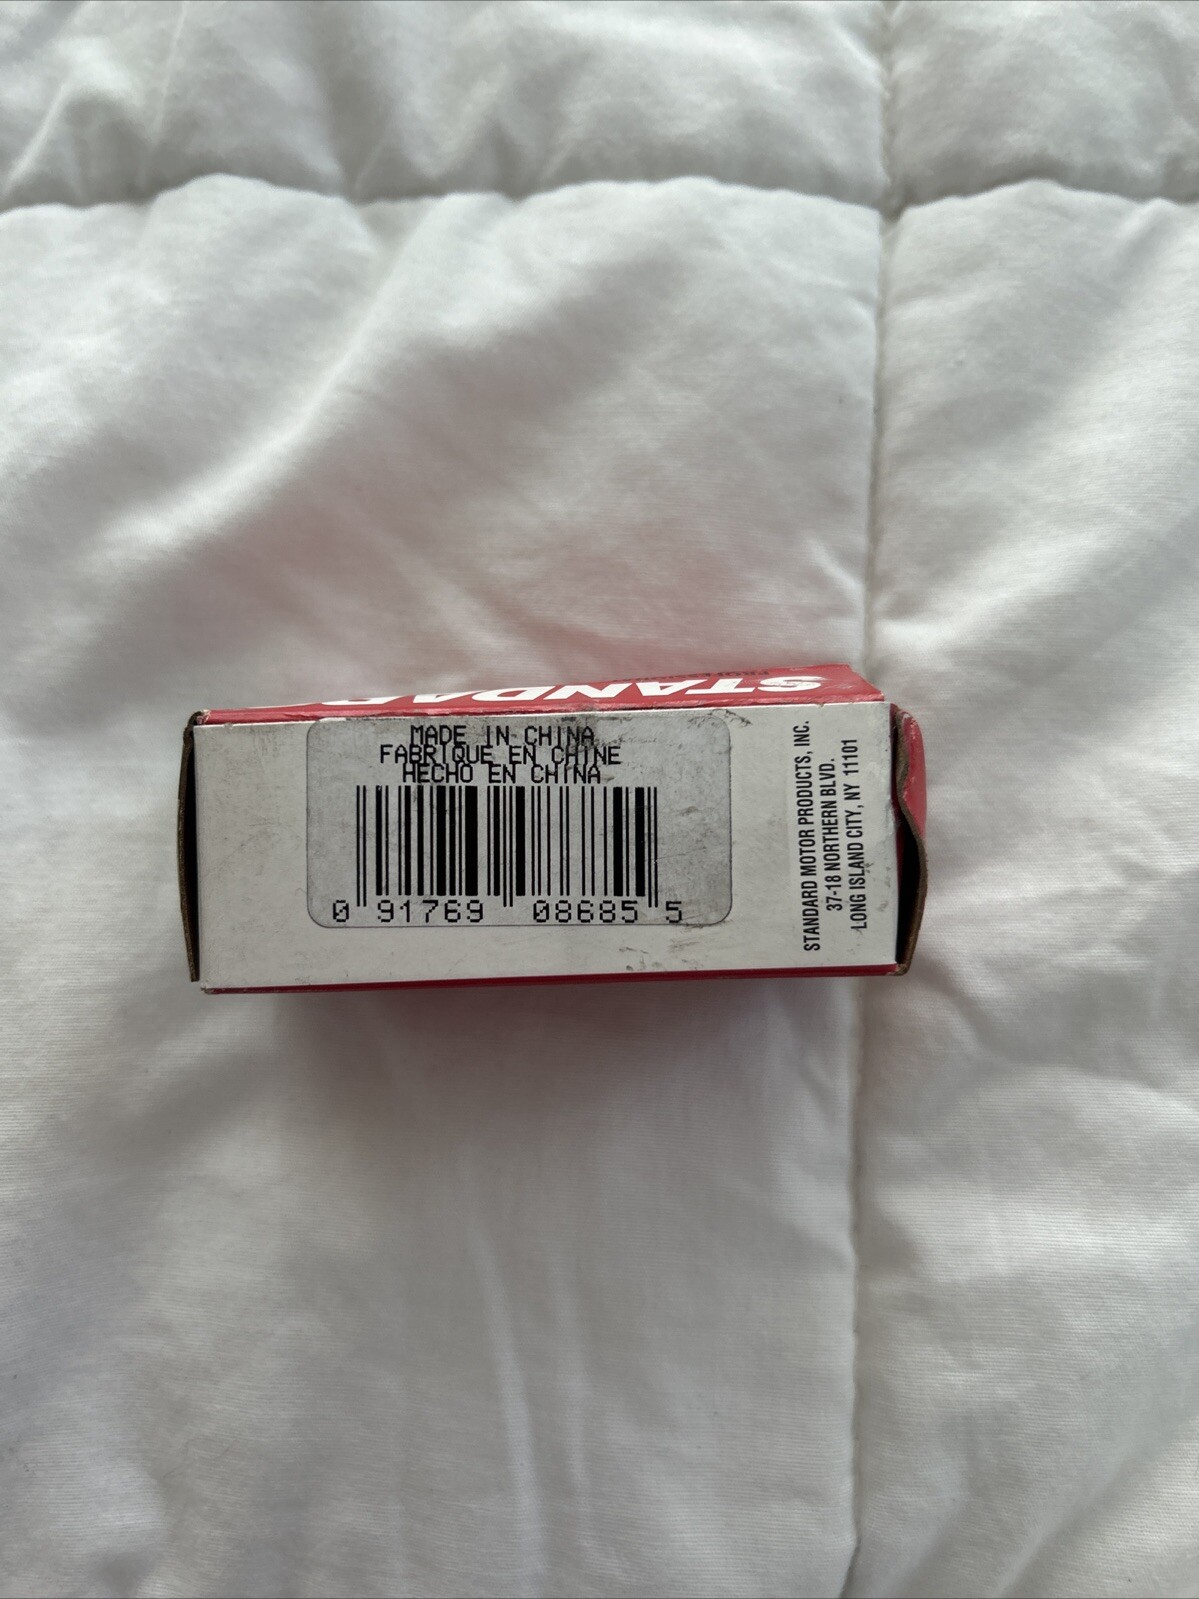 STANDAR
MADE IN CHINA
FABRIQUE EN CHINE
HECHO EN CHINA
0 91769 08685 5
STANDARD MOTOR PRODUCTS, INC.
37-18 NORTHERN BLVD.
LONG ISLAND CITY, NY 11101